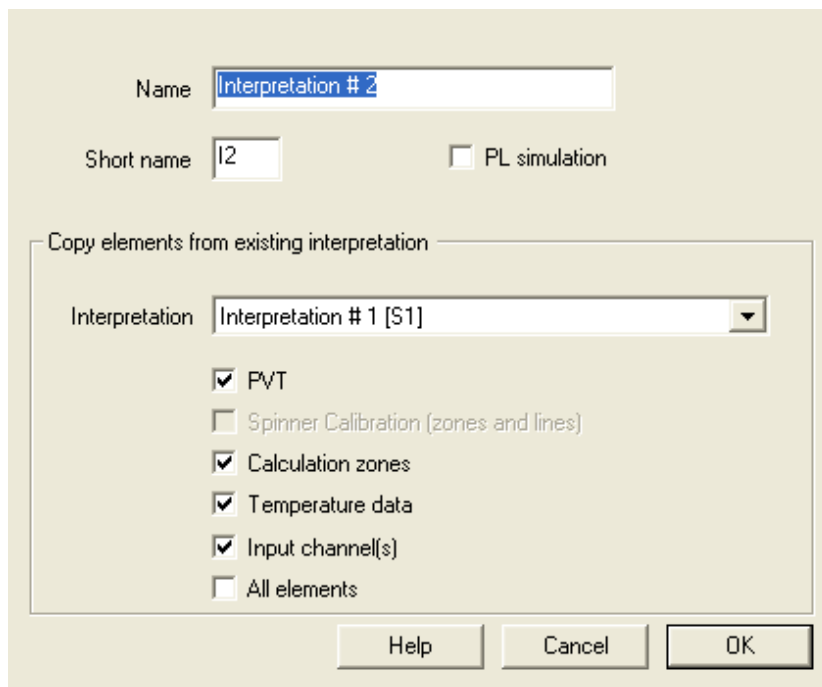 Name Interpretation # 2
Short name I2 PL simulation
Copy elements from existing interpretation
Interpretation Interpretation # 1 [S1]
PVT
Spinner Calibration (zones and lines)
Calculation zones
Temperature data
Input channel(s)
All elements
Help Cancel OK